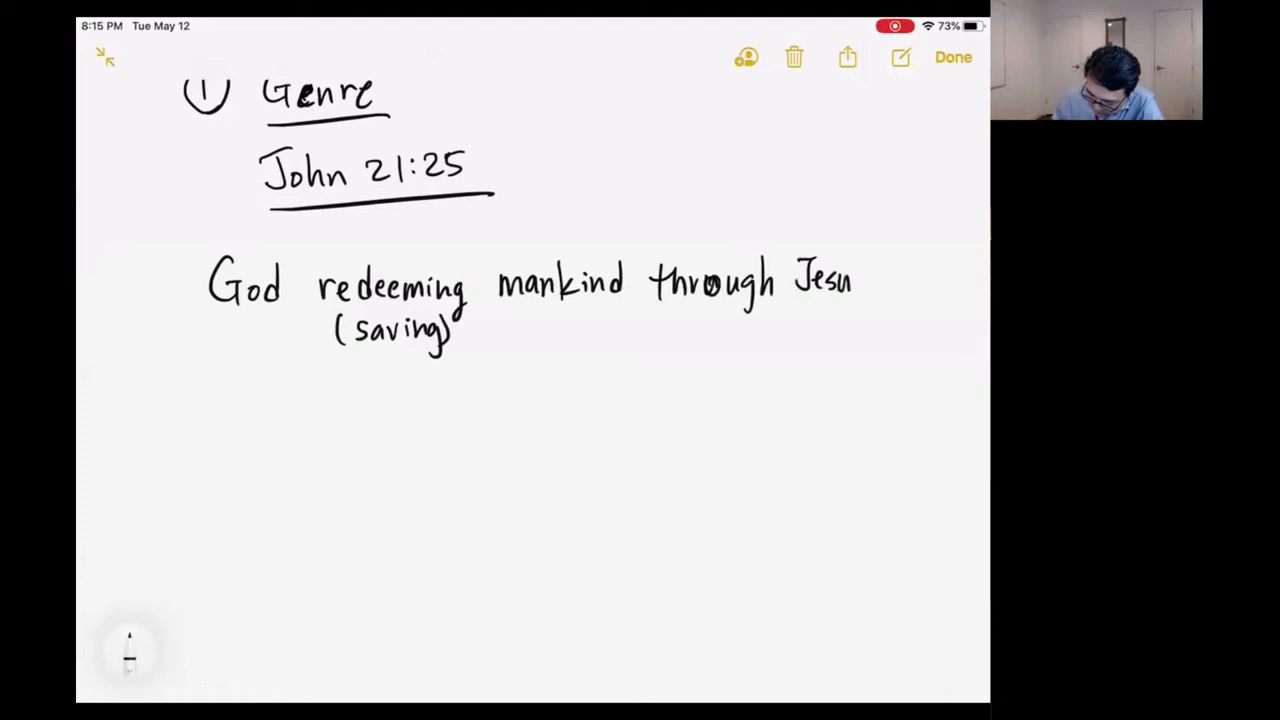 8:15 PM Tue May 12
73%
Done
1 Genre
John 21:25
God redeeming mankind through Jesu
(saving)